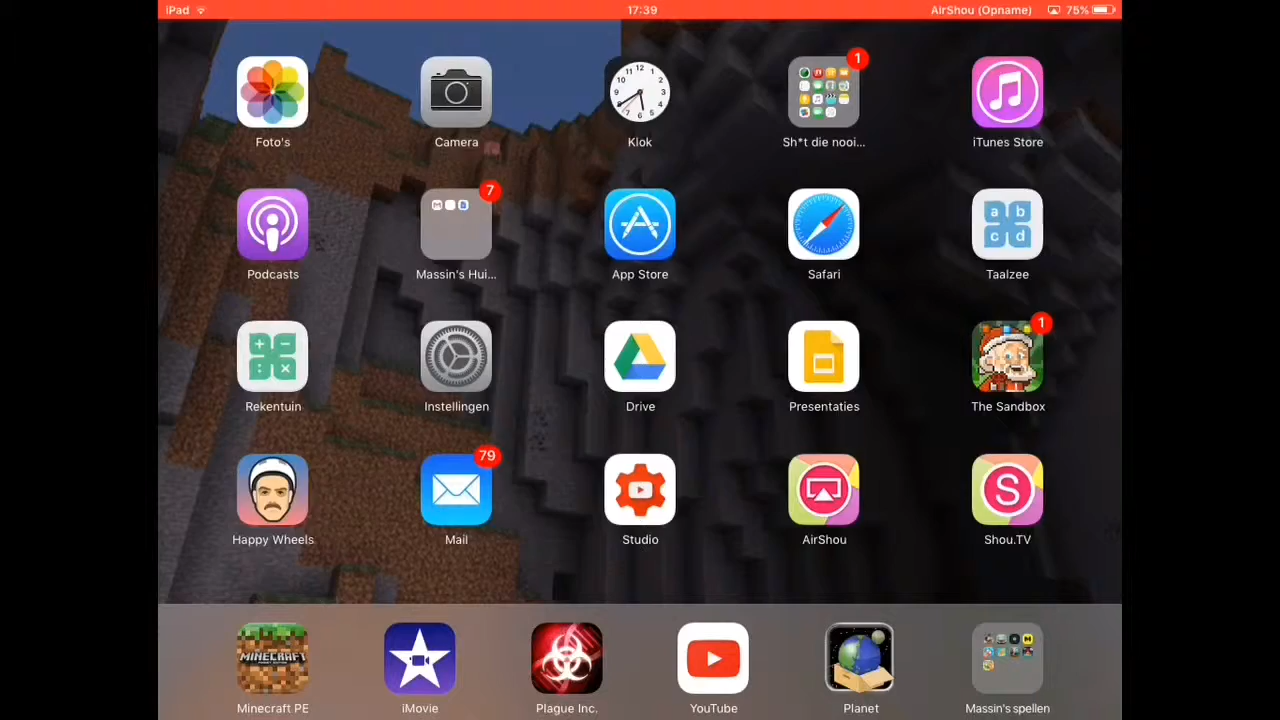 iPad 17:39 AirShou (Opname) 75%
1
Foto's Camera Klok Sh*t die nooi... iTunes Store
7
Podcasts Massin's Hui... App Store Safari Taalzee
1
Rekentuin Instellingen Drive Presentaties The Sandbox
79
Happy Wheels Mail Studio AirShou Shou.TV
MINECRAFT
Minecraft PE iMovie Plague Inc. YouTube Planet Massin's spellen